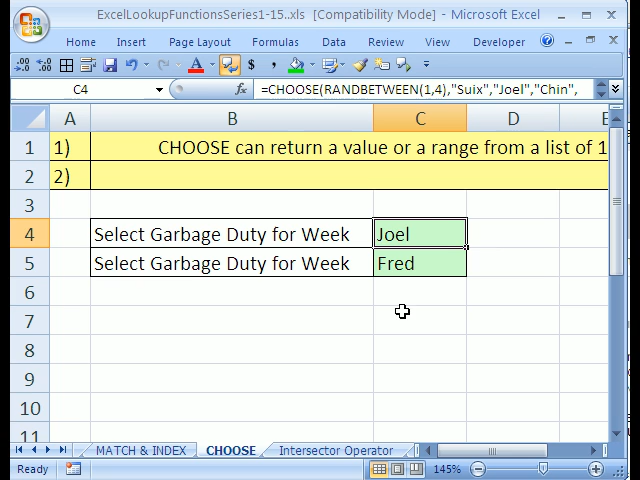 ExcelLookupFunctionsSeries1-15..xls [Compatibility Mode] - Microsoft Excel
Home Insert Page Layout Formulas Data Review View Developer
C4 fx =CHOOSE(RANDBETWEEN(1,4),"Suix","Joel","Chin",
A B C D E
1 1) CHOOSE can return a value or a range from a list of 1
2 2)
3
4 Select Garbage Duty for Week Joel
5 Select Garbage Duty for Week Fred
6
7
8
9
10
11
MATCH & INDEX CHOOSE Intersector Operator
Ready 145%